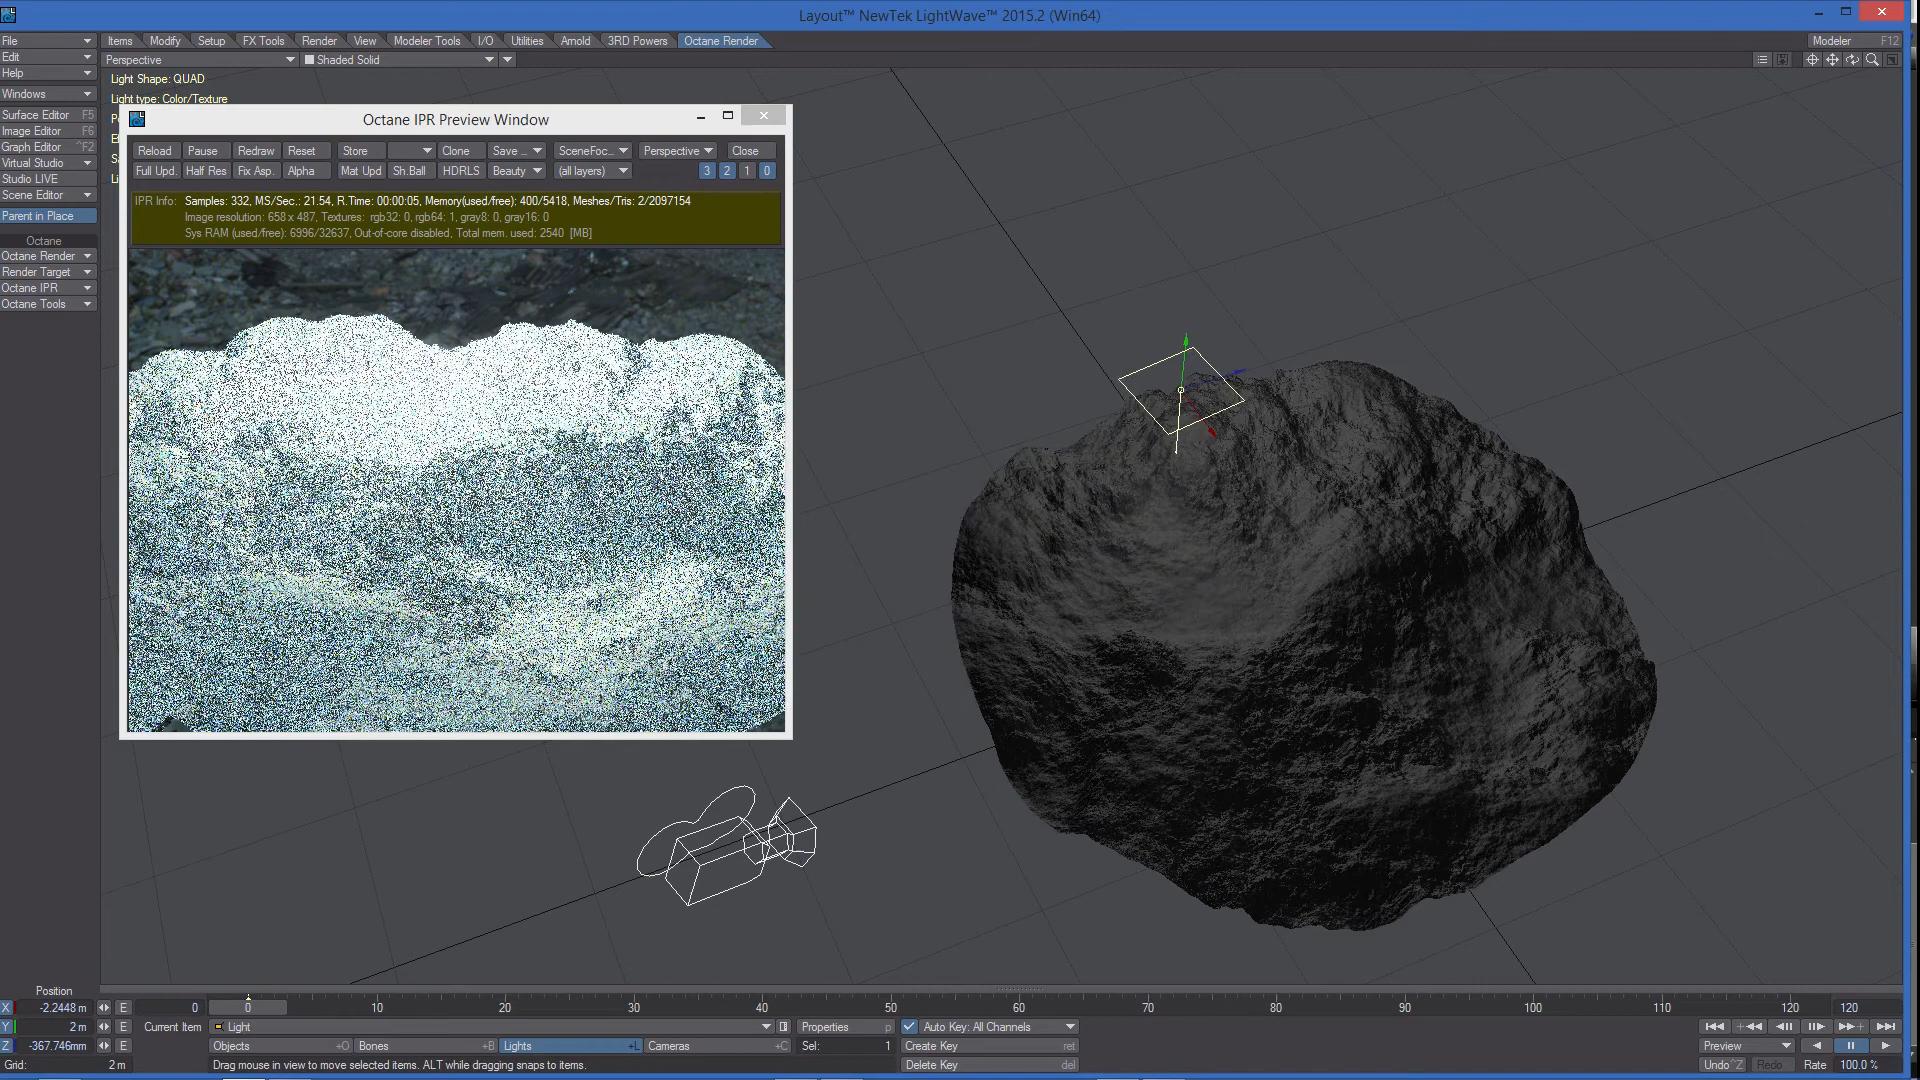 Layout™ NewTek LightWave™ 2015.2 (Win64)
File Items Modify Setup FX Tools Render View Modeler Tools I/O Utilities Arnold 3RD Powers Octane Render Modeler F12
Edit Perspective Shaded Solid
Help
Light Shape: QUAD
Windows
Light type: Color/Texture
Surface Editor F5
Image Editor F6
Graph Editor ^F2
Virtual Studio
Studio LIVE
Scene Editor
Parent in Place
Octane
Octane Render
Render Target
Octane IPR
Octane Tools
Octane IPR Preview Window
Reload Pause Redraw Reset Store Clone Save ... SceneFoc... Perspective Close
Full Upd. Half Res Fix Asp. Alpha Mat Upd Sh.Ball HDRLS Beauty (all layers) 3 2 1 0
IPR Info: Samples: 332, MS/Sec.: 21.54, R.Time: 00:00:05, Memory(used/free): 400/5418, Meshes/Tris: 2/2097154
Image resolution: 658 x 487, Textures: rgb32: 0, rgb64: 1, gray8: 0, gray16: 0
Sys RAM (used/free): 6996/32637, Out-of-core disabled, Total mem. used: 2540 [MB]
Position
X -2.2448 m E 0 0 10 20 30 40 50 60 70 80 90 100 110 120 120
Y 2 m E Current Item Light Properties p Auto Key: All Channels
Z -367.746mm E Objects +O Bones +B Lights +L Cameras +C Sel: 1 Create Key ret Preview
Grid: 2 m Drag mouse in view to move selected items. ALT while dragging snaps to items. Delete Key del Undo ^Z Redo Rate 100.0 %